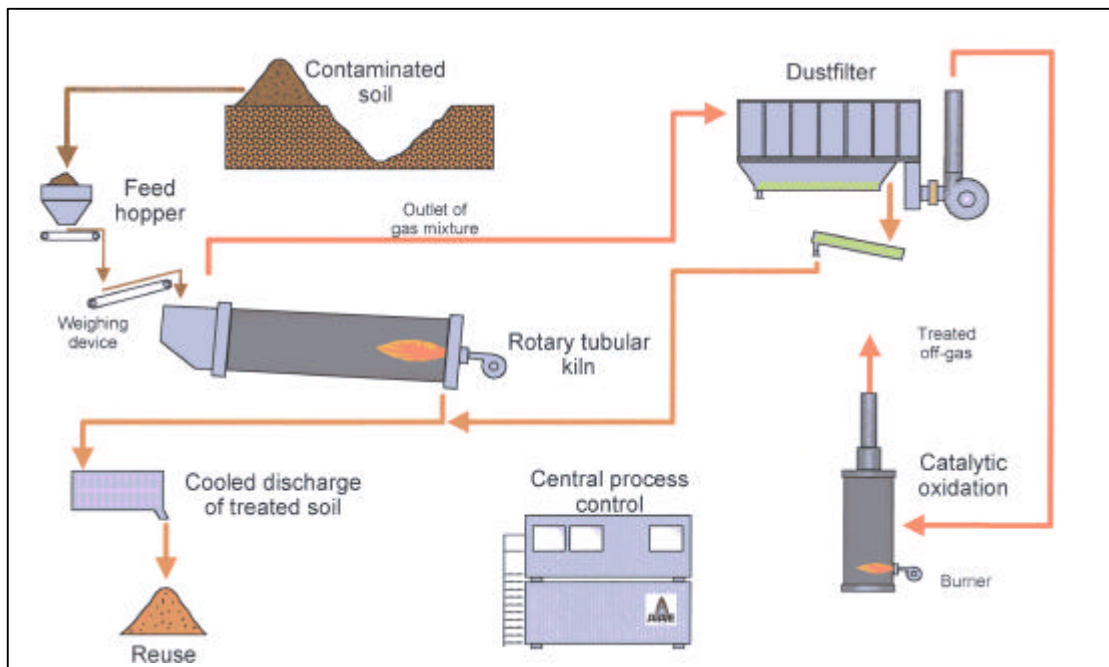 Contaminated
soil
Dustfilter
Feed
hopper
Outlet of
gas mixture
Weighing
device
Rotary tubular
kiln
Treated
off-gas
Cooled discharge
of treated soil
Central process
control
Catalytic
oxidation
Burner
Reuse